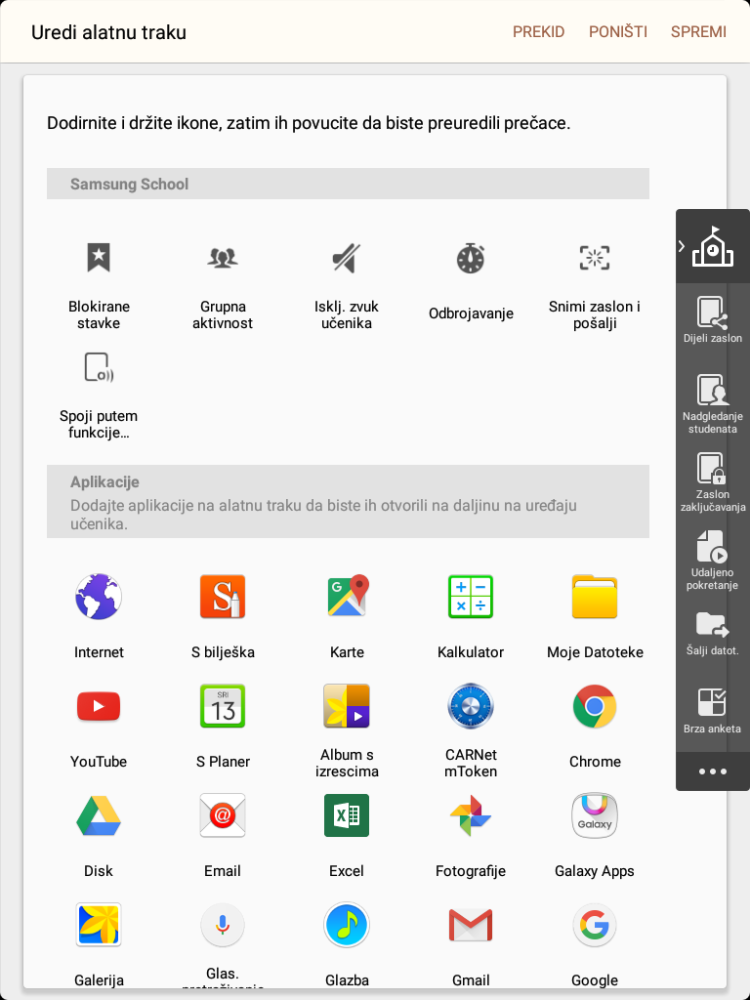 Uredi alatnu traku
PREKID
PONIŠTI
SPREMI
Dodirnite i držite ikone, zatim ih povucite da biste preuredili prečace.
Samsung School
Blokirane
stavke
Grupna
aktivnost
Isklj. zvuk
učenika
Odbrojavanje
Snimi zaslon i
pošalji
Spoji putem
funkcije…
Aplikacije
Dodajte aplikacije na alatnu traku da biste ih otvorili na daljinu na uređaju
učenika.
Internet
S bilješka
Karte
Kalkulator
Moje Datoteke
YouTube
SRI
13
S Planer
Album s
izrescima
CARNet
mToken
Chrome
Disk
Email
Excel
Fotografije
Galaxy
Galaxy Apps
Galerija
Glas.
pretraživanje
Glazba
Gmail
Google
Dijeli zaslon
Nadgledanje
studenata
Zaslon
zaključavanja
Udaljeno
pokretanje
Šalji datot.
Brza anketa